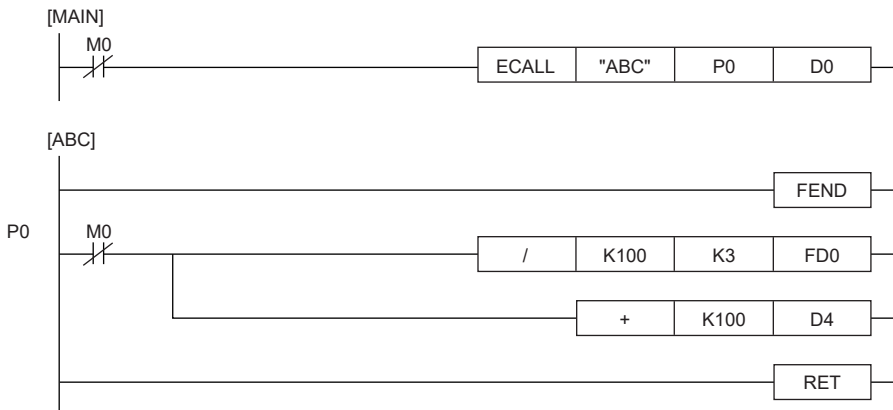 [MAIN]
M0
ECALL "ABC" P0 D0
[ABC]
FEND
P0 M0
/ K100 K3 FD0
+ K100 D4
RET